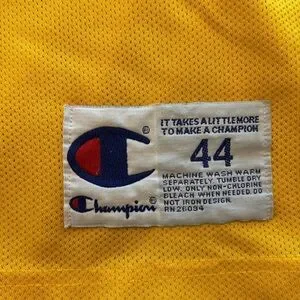 IT TAKES A LITTLE MORE
TO MAKE A CHAMPION
®
44
MACHINE WASH WARM
SEPARATELY. TUMBLE DRY
LOW. ONLY NON-CHLORINE
BLEACH WHEN NEEDED. DO
NOT IRON DESIGN.
RN26094
Champion®